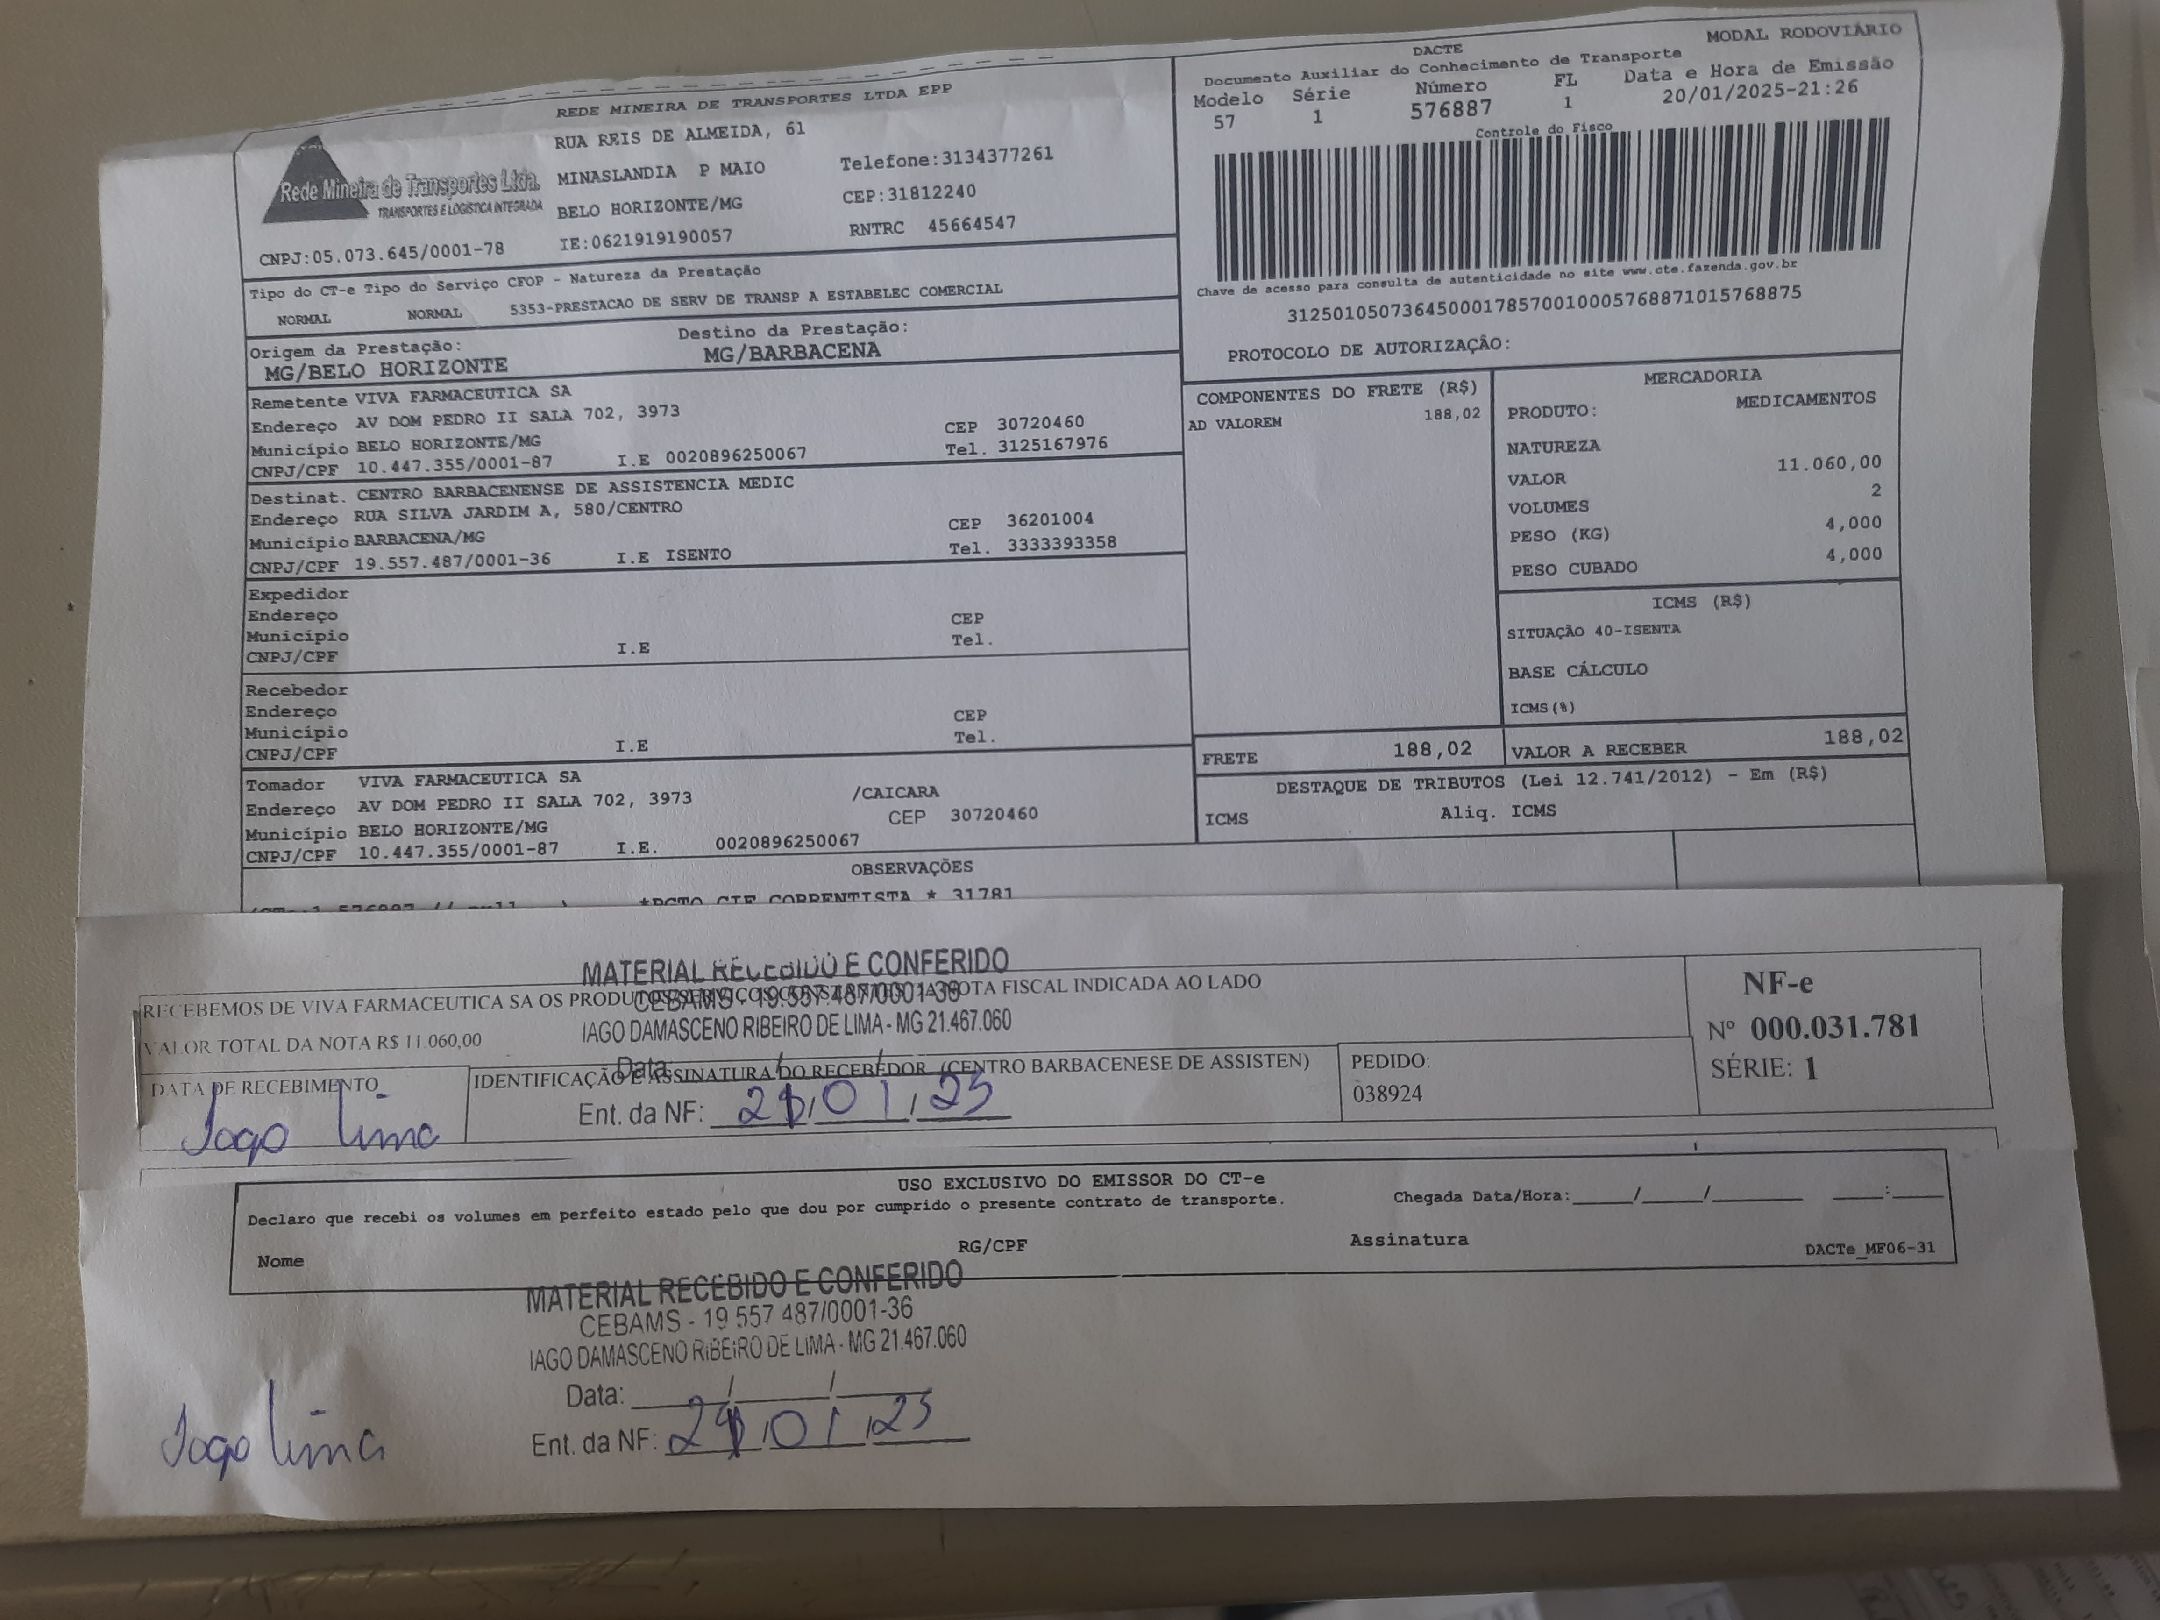 REDE MINEIRA DE TRANSPORTES LTDA EPP
RUA REIS DE ALMEIDA, 61
MINASLANDIA P MAIO Telefone:3134377261
BELO HORIZONTE/MG CEP:31812240
Rede Mineira de Transportes Ltda.
TRANSPORTES E LOGÍSTICA INTEGRADA
CNPJ:05.073.645/0001-78 IE:0621919190057 RNTRC 45664547
MODAL RODOVIÁRIO
DACTE
Documento Auxiliar do Conhecimento de Transporte
Modelo Série Número FL Data e Hora de Emissão
57 1 576887 1 20/01/2025-21:26
Controle do Fisco
Chave de acesso para consulta de autenticidade no site www.cte.fazenda.gov.br
31250105073645000178570010005768871015768875
PROTOCOLO DE AUTORIZAÇÂO:
Tipo do CT-e Tipo do Serviço CFOP - Natureza da Prestação
NORMAL NORMAL 5353-PRESTACAO DE SERV DE TRANSP A ESTABELEC COMERCIAL
Origem da Prestação: Destino da Prestação:
MG/BELO HORIZONTE MG/BARBACENA
Remetente VIVA FARMACEUTICA SA
Endereço AV DOM PEDRO II SALA 702, 3973
Município BELO HORIZONTE/MG CEP 30720460
CNPJ/CPF 10.447.355/0001-87 I.E 0020896250067 Tel. 3125167976
Destinat. CENTRO BARBACENENSE DE ASSISTENCIA MEDIC
Endereço RUA SILVA JARDIM A, 580/CENTRO
Município BARBACENA/MG CEP 36201004
CNPJ/CPF 19.557.487/0001-36 I.E ISENTO Tel. 3333393358
Expedidor
Endereço
Município CEP
CNPJ/CPF I.E Tel.
Recebedor
Endereço
Município CEP
CNPJ/CPF I.E Tel.
Tomador VIVA FARMACEUTICA SA
Endereço AV DOM PEDRO II SALA 702, 3973 /CAICARA
Município BELO HORIZONTE/MG CEP 30720460
CNPJ/CPF 10.447.355/0001-87 I.E. 0020896250067
COMPONENTES DO FRETE (R$)
AD VALOREM 188,02
MERCADORIA
PRODUTO: MEDICAMENTOS
NATUREZA
VALOR 11.060,00
VOLUMES 2
PESO (KG) 4,000
PESO CUBADO 4,000
ICMS (R$)
SITUAÇÃO 40-ISENTA
BASE CÁLCULO
ICMS(%)
FRETE 188,02 VALOR A RECEBER 188,02
DESTAQUE DE TRIBUTOS (Lei 12.741/2012) - Em (R$)
ICMS Aliq. ICMS
OBSERVAÇÕES
*PGTO CIF CORRENTISTA * 31781
MATERIAL RECEBIDO E CONFERIDO
RECEBEMOS DE VIVA FARMACEUTICA SA OS PRODUTOS/SERVIÇOS CONSTANTES DA NOTA FISCAL INDICADA AO LADO
CEBAMS - 19.557.487/0001-36
IAGO DAMASCENO RIBEIRO DE LIMA - MG 21.467.060
VALOR TOTAL DA NOTA R$ 11.060,00
Data: / /
DATA DE RECEBIMENTO IDENTIFICAÇÃO E ASSINATURA DO RECEBEDOR (CENTRO BARBACENESE DE ASSISTEN)
Iago Lima
Ent. da NF: 21/01/25
PEDIDO:
038924
NF-e
Nº 000.031.781
SÉRIE: 1
USO EXCLUSIVO DO EMISSOR DO CT-e
Declaro que recebi os volumes em perfeito estado pelo que dou por cumprido o presente contrato de transporte. Chegada Data/Hora:____/____/________ ____:____
Nome RG/CPF Assinatura DACTe_MF06-31
MATERIAL RECEBIDO E CONFERIDO
CEBAMS - 19 557 487/0001-36
IAGO DAMASCENO RIBEIRO DE LIMA - MG 21.467.060
Data: / /
Ent. da NF: 21/01/25
Iago Lima